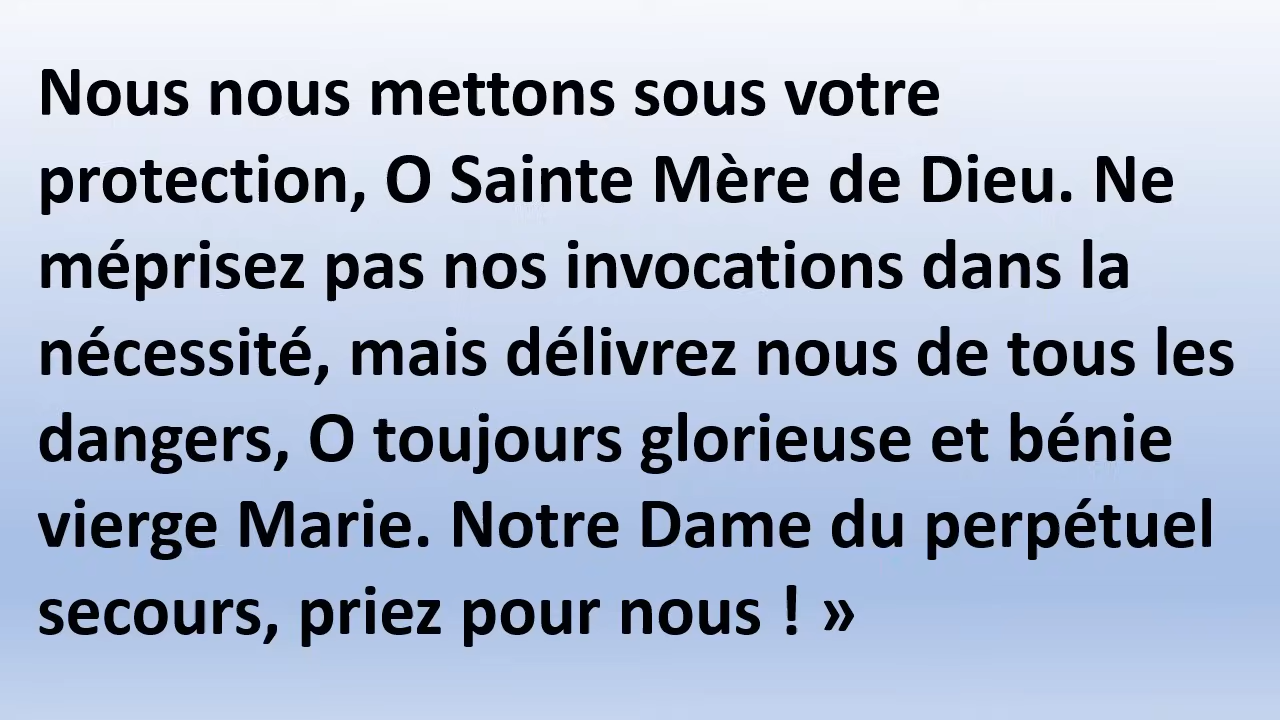 Nous nous mettons sous votre
protection, O Sainte Mère de Dieu. Ne
méprisez pas nos invocations dans la
nécessité, mais délivrez nous de tous les
dangers, O toujours glorieuse et bénie
vierge Marie. Notre Dame du perpétuel
secours, priez pour nous ! »